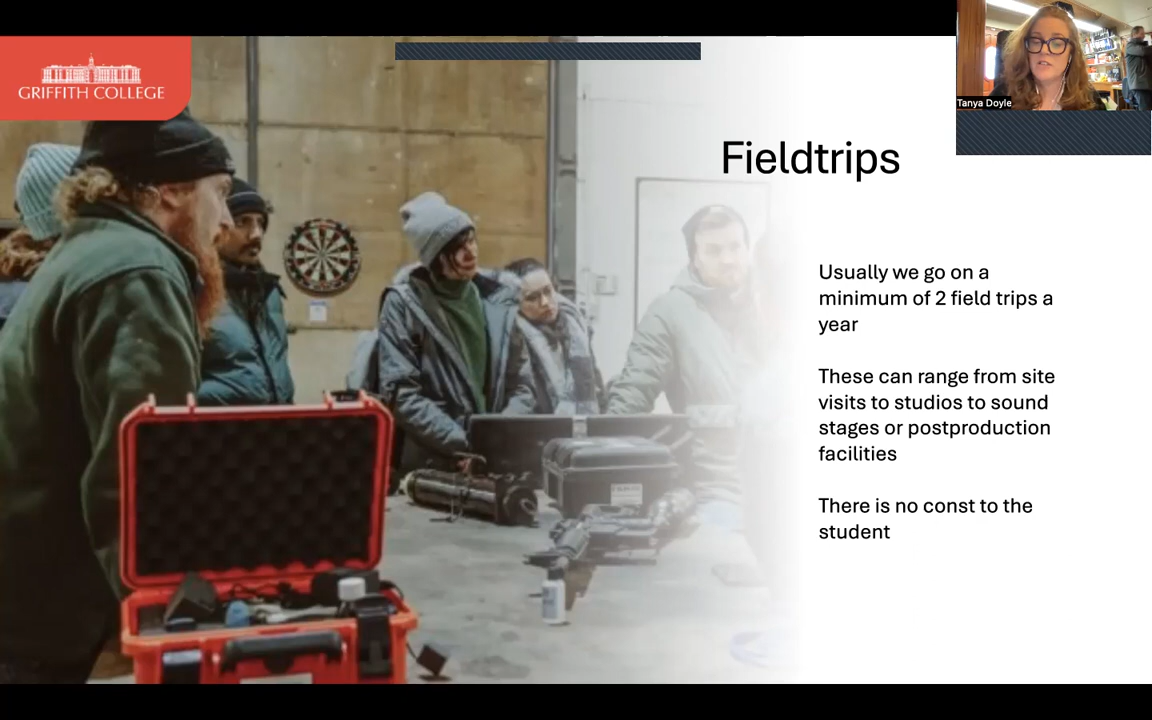 GRIFFITH COLLEGE
Tanya Doyle
Fieldtrips
Usually we go on a
minimum of 2 field trips a
year
These can range from site
visits to studios to sound
stages or postproduction
facilities
There is no const to the
student